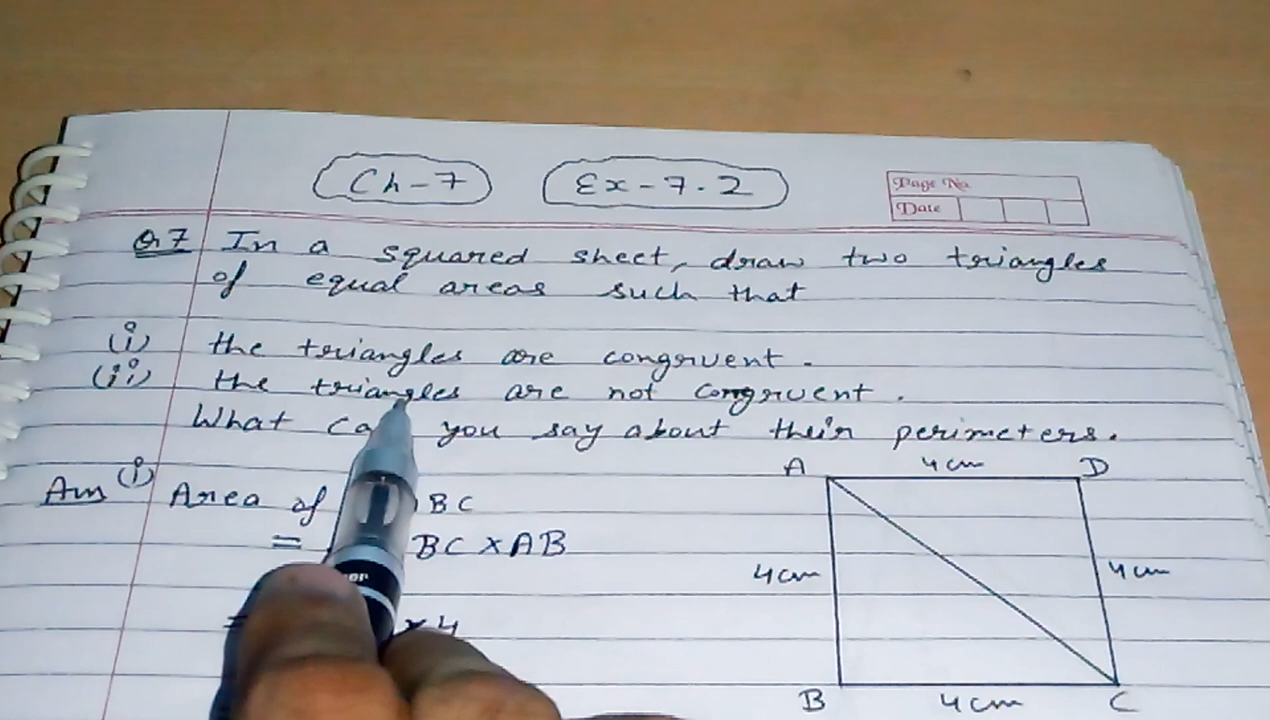 Ch-7 Ex-7.2
Page No.
Date
Q7 In a squared sheet, draw two triangles
of equal areas such that
(i) the triangles are congruent.
(ii) the triangles are not congruent.
What ca you say about their perimeters.
A 4cm D
Ans (i) Area of BC
= BC × AB
4cm 4cm
= × 4
B 4cm C